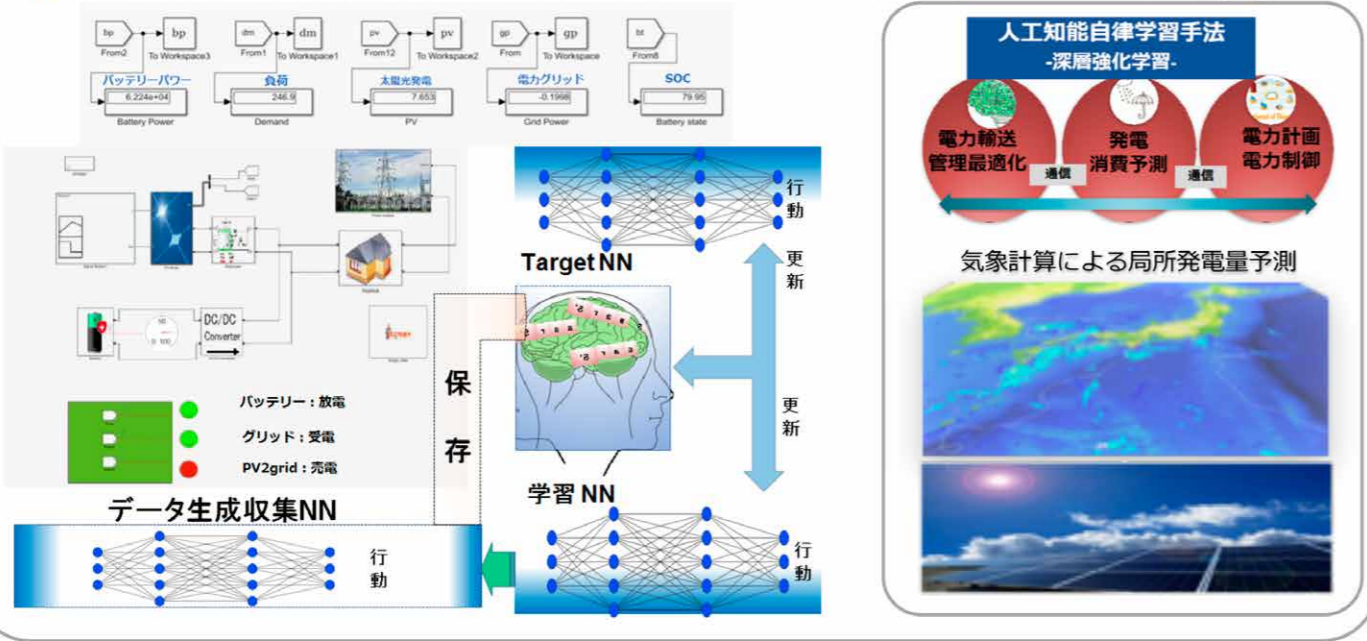 bp
bp
From2
To Workspace3
dm
dm
From1
To Workspace1
pv
pv
From12
To Workspace2
gp
gp
From
To Workspace
bt
From8
バッテリーパワー
6.224e+04
Battery Power
負荷
246.9
Demand
太陽光発電
7.653
PV
電力グリッド
-0.1998
Grid Power
SOC
79.95
Battery state
DC/DC
Converter
50
0 100
バッテリー：放電
グリッド：受電
PV2grid：売電
データ生成収集NN
行動
保存
Target NN
行動
更新
更新
学習 NN
行動
人工知能自律学習手法
-深層強化学習-
電力輸送
管理最適化
通信
発電
消費予測
通信
電力計画
電力制御
気象計算による局所発電量予測